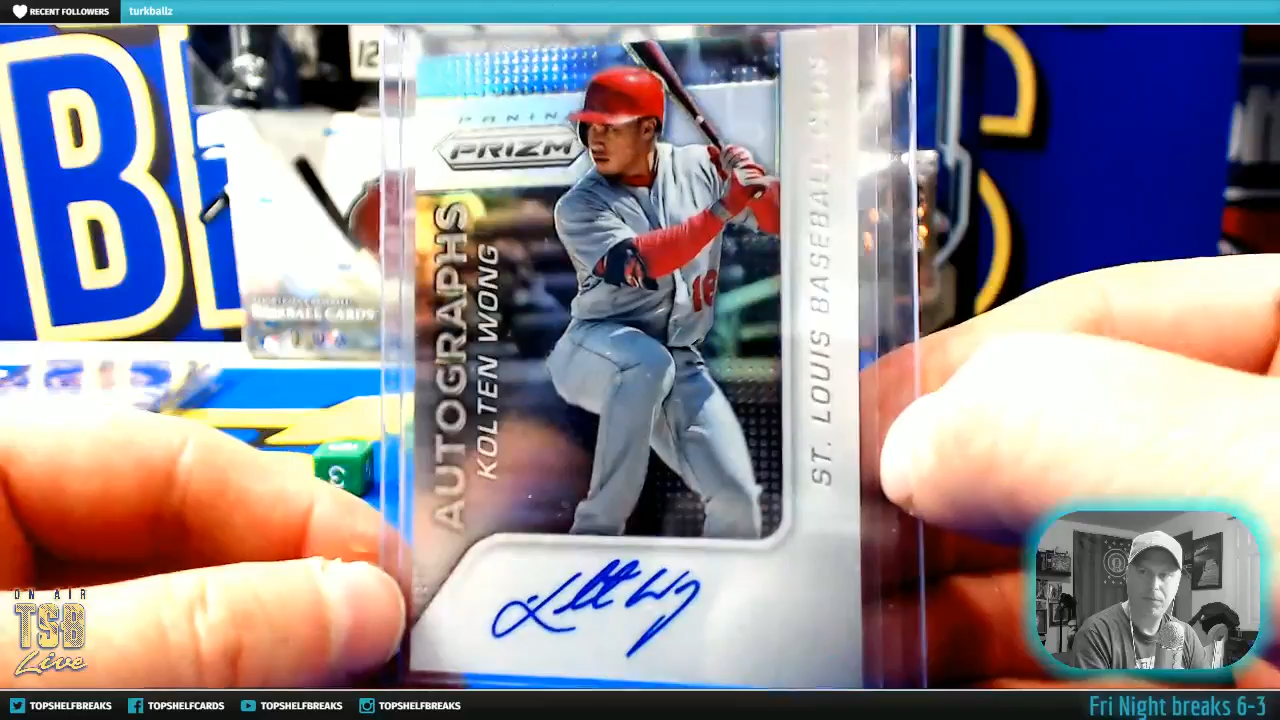 RECENT FOLLOWERS
turkballz
12
B
PANINI
PRIZM
AUTOGRAPHS
KOLTEN WONG
16
ST. LOUIS BASEBALL CLUB
BASEBALL CARDS
ON AIR
TSB
Live
TOPSHELFBREAKS
TOPSHELFCARDS
TOPSHELFBREAKS
TOPSHELFBREAKS
Fri Night breaks 6-3